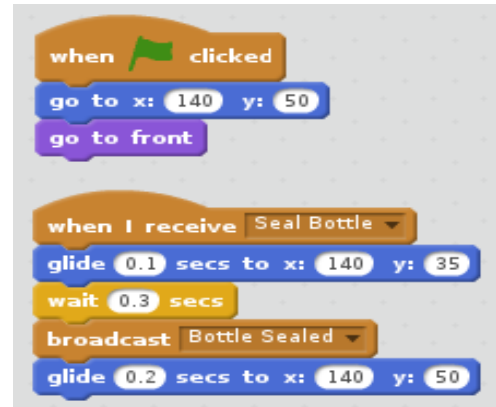 when clicked
go to x: 140 y: 50
go to front
when I receive Seal Bottle
glide 0.1 secs to x: 140 y: 35
wait 0.3 secs
broadcast Bottle Sealed
glide 0.2 secs to x: 140 y: 50